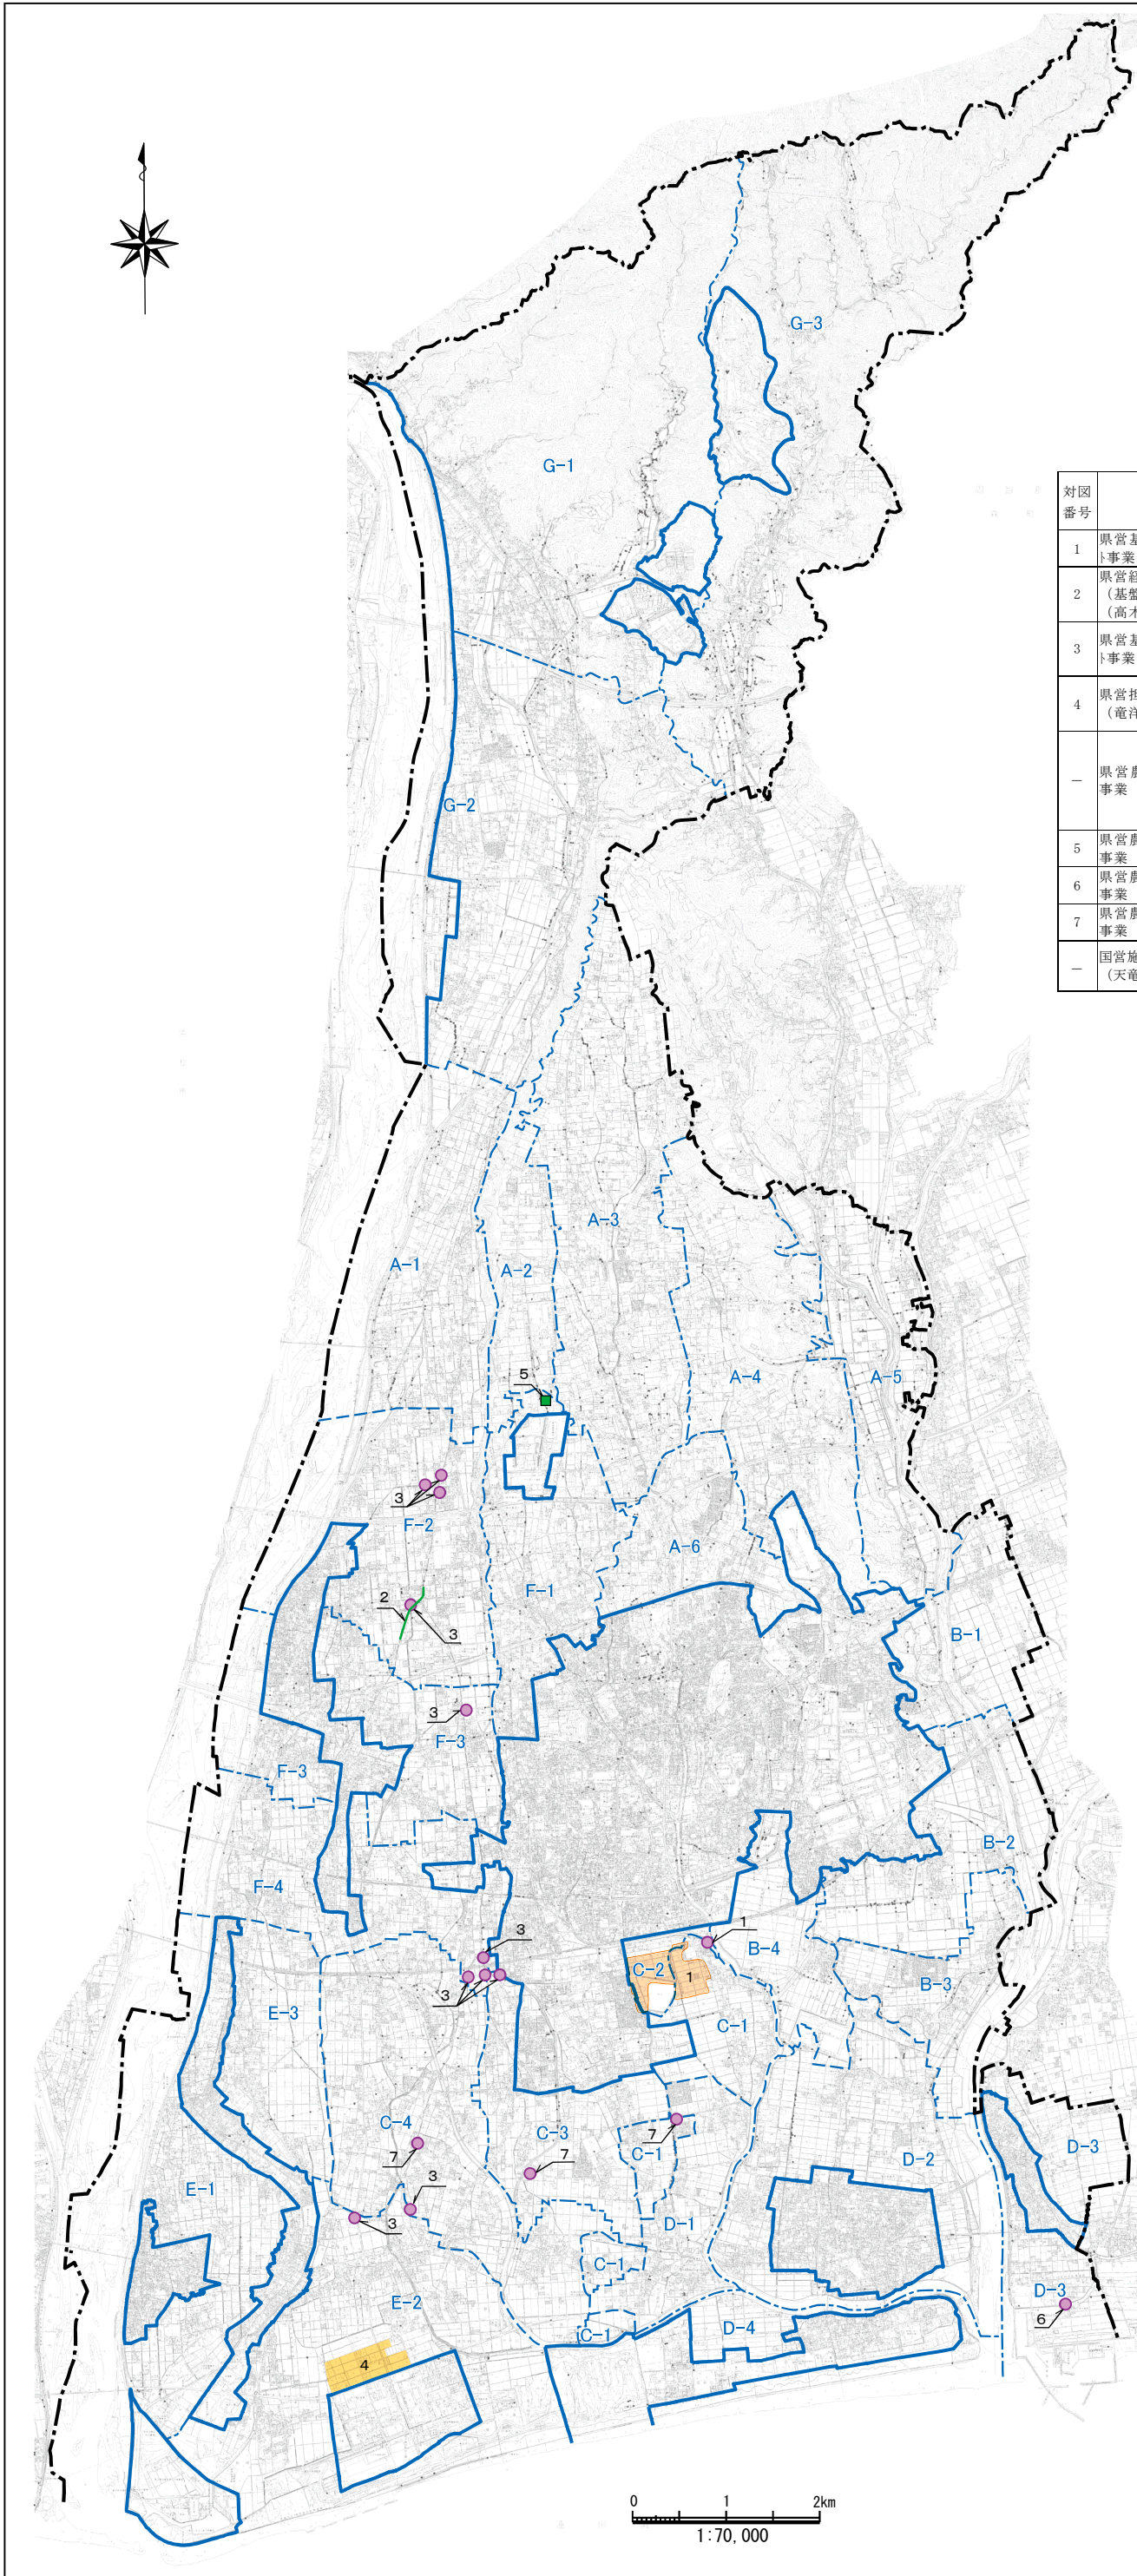 G-3
G-1
対図
番号
1
県営基
ト事業
2
県営経
（基盤
（高木
3
県営基
ト事業
4
県営担
（竜洋
－
県営農
事業
5
県営農
事業
6
県営農
事業
7
県営農
事業
－
国営施
（天竜
G-2
A-3
A-1
A-2
A-4
A-5
5
3
F-2
A-6
F-1
2
3
B-1
3
F-3
F-3
B-2
F-4
3
1
B-4
C-2
1
B-3
3
E-3
C-1
C-4
C-3
7
7
7
C-1
D-3
D-2
E-1
3
3
D-1
C-1
D-3
6
E-2
C-1
D-4
4
0 1 2km
1:70,000